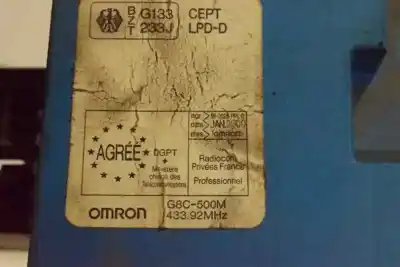 BZT G133 CEPT
233J LPD-D
AGRÉÉ
DGPT
Ministère
chargé des
Télécommunications
Radiocom
Privées France
Professionnel
OMRON
G8C-500M
433.92MHz